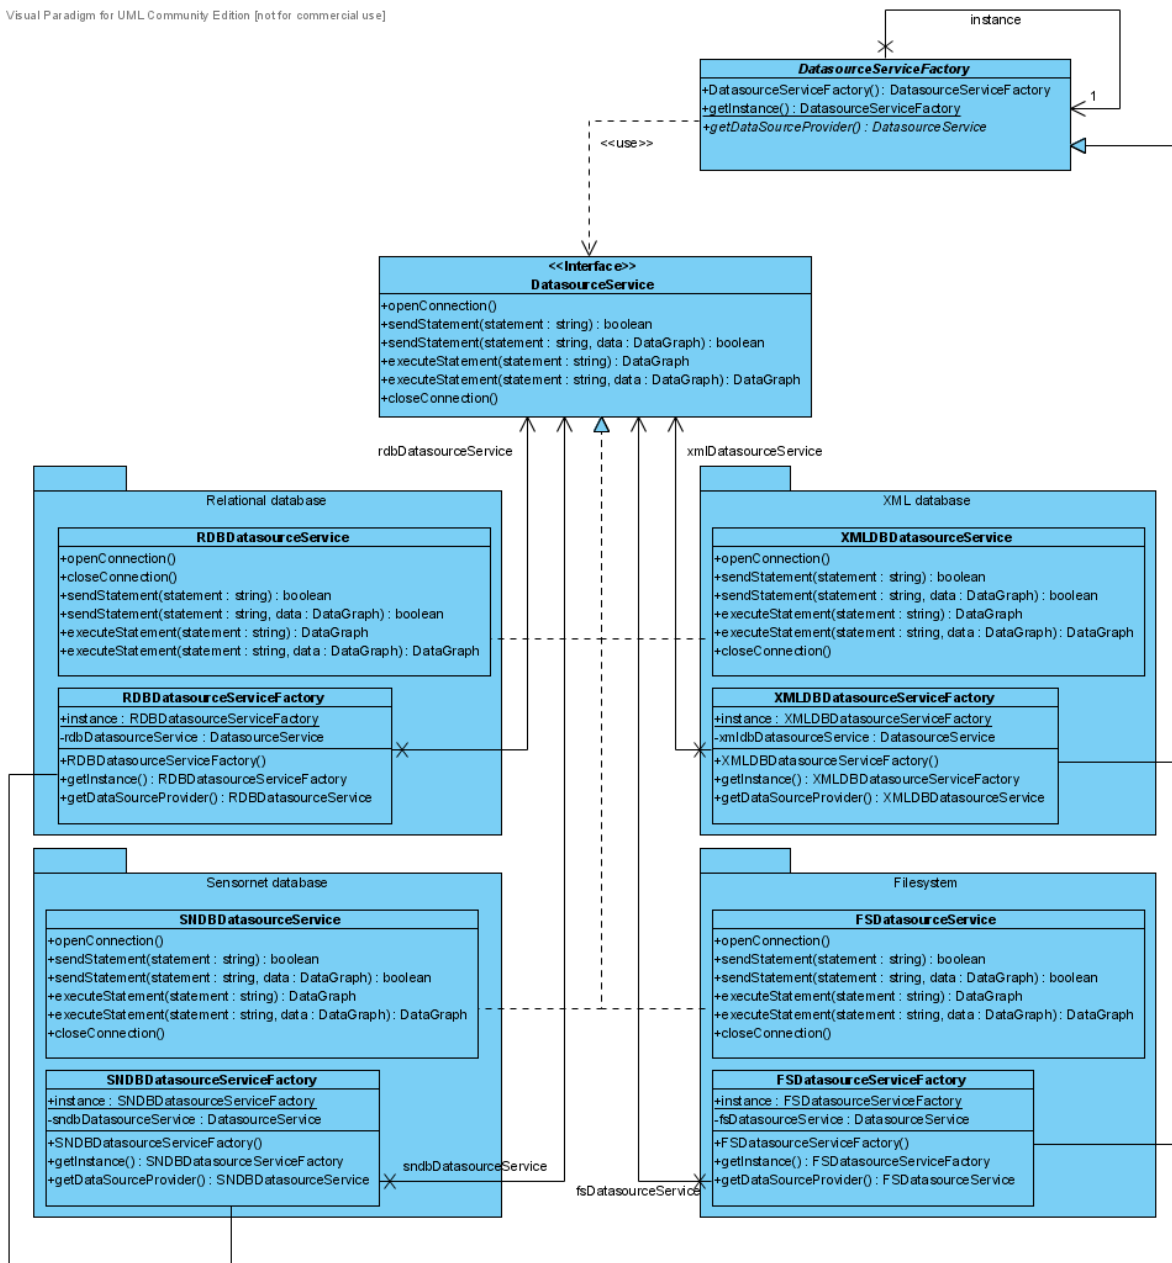 Visual Paradigm for UML Community Edition [not for commercial use]
instance
DatasourceServiceFactory
+DatasourceServiceFactory() : DatasourceServiceFactory
+getInstance() : DatasourceServiceFactory
+getDataSourceProvider() : DatasourceService
1
<<use>>
<<Interface>>
DatasourceService
+openConnection()
+sendStatement(statement : string) : boolean
+sendStatement(statement : string, data : DataGraph) : boolean
+executeStatement(statement : string) : DataGraph
+executeStatement(statement : string, data : DataGraph) : DataGraph
+closeConnection()
rdbDatasourceService
xmlDatasourceService
Relational database
RDBDatasourceService
+openConnection()
+closeConnection()
+sendStatement(statement : string) : boolean
+sendStatement(statement : string, data : DataGraph) : boolean
+executeStatement(statement : string) : DataGraph
+executeStatement(statement : string, data : DataGraph) : DataGraph
RDBDatasourceServiceFactory
+instance : RDBDatasourceServiceFactory
-rdbDatasourceService : DatasourceService
+RDBDatasourceServiceFactory()
+getInstance() : RDBDatasourceServiceFactory
+getDataSourceProvider() : RDBDatasourceService
XML database
XMLDBDatasourceService
+openConnection()
+sendStatement(statement : string) : boolean
+sendStatement(statement : string, data : DataGraph) : boolean
+executeStatement(statement : string) : DataGraph
+executeStatement(statement : string, data : DataGraph) : DataGraph
+closeConnection()
XMLDBDatasourceServiceFactory
+instance : XMLDBDatasourceServiceFactory
-xmldbDatasourceService : DatasourceService
+XMLDBDatasourceServiceFactory()
+getInstance() : XMLDBDatasourceServiceFactory
+getDataSourceProvider() : XMLDBDatasourceService
Sensornet database
SNDBDatasourceService
+openConnection()
+sendStatement(statement : string) : boolean
+sendStatement(statement : string, data : DataGraph) : boolean
+executeStatement(statement : string) : DataGraph
+executeStatement(statement : string, data : DataGraph) : DataGraph
+closeConnection()
SNDBDatasourceServiceFactory
+instance : SNDBDatasourceServiceFactory
-sndbDatasourceService : DatasourceService
+SNDBDatasourceServiceFactory()
+getInstance() : SNDBDatasourceServiceFactory
+getDataSourceProvider() : SNDBDatasourceService
sndbDatasourceService
Filesystem
FSDatasourceService
+openConnection()
+sendStatement(statement : string) : boolean
+sendStatement(statement : string, data : DataGraph) : boolean
+executeStatement(statement : string) : DataGraph
+executeStatement(statement : string, data : DataGraph) : DataGraph
+closeConnection()
FSDatasourceServiceFactory
+instance : FSDatasourceServiceFactory
-fsDatasourceService : DatasourceService
+FSDatasourceServiceFactory()
+getInstance() : FSDatasourceServiceFactory
+getDataSourceProvider() : FSDatasourceService
fsDatasourceService